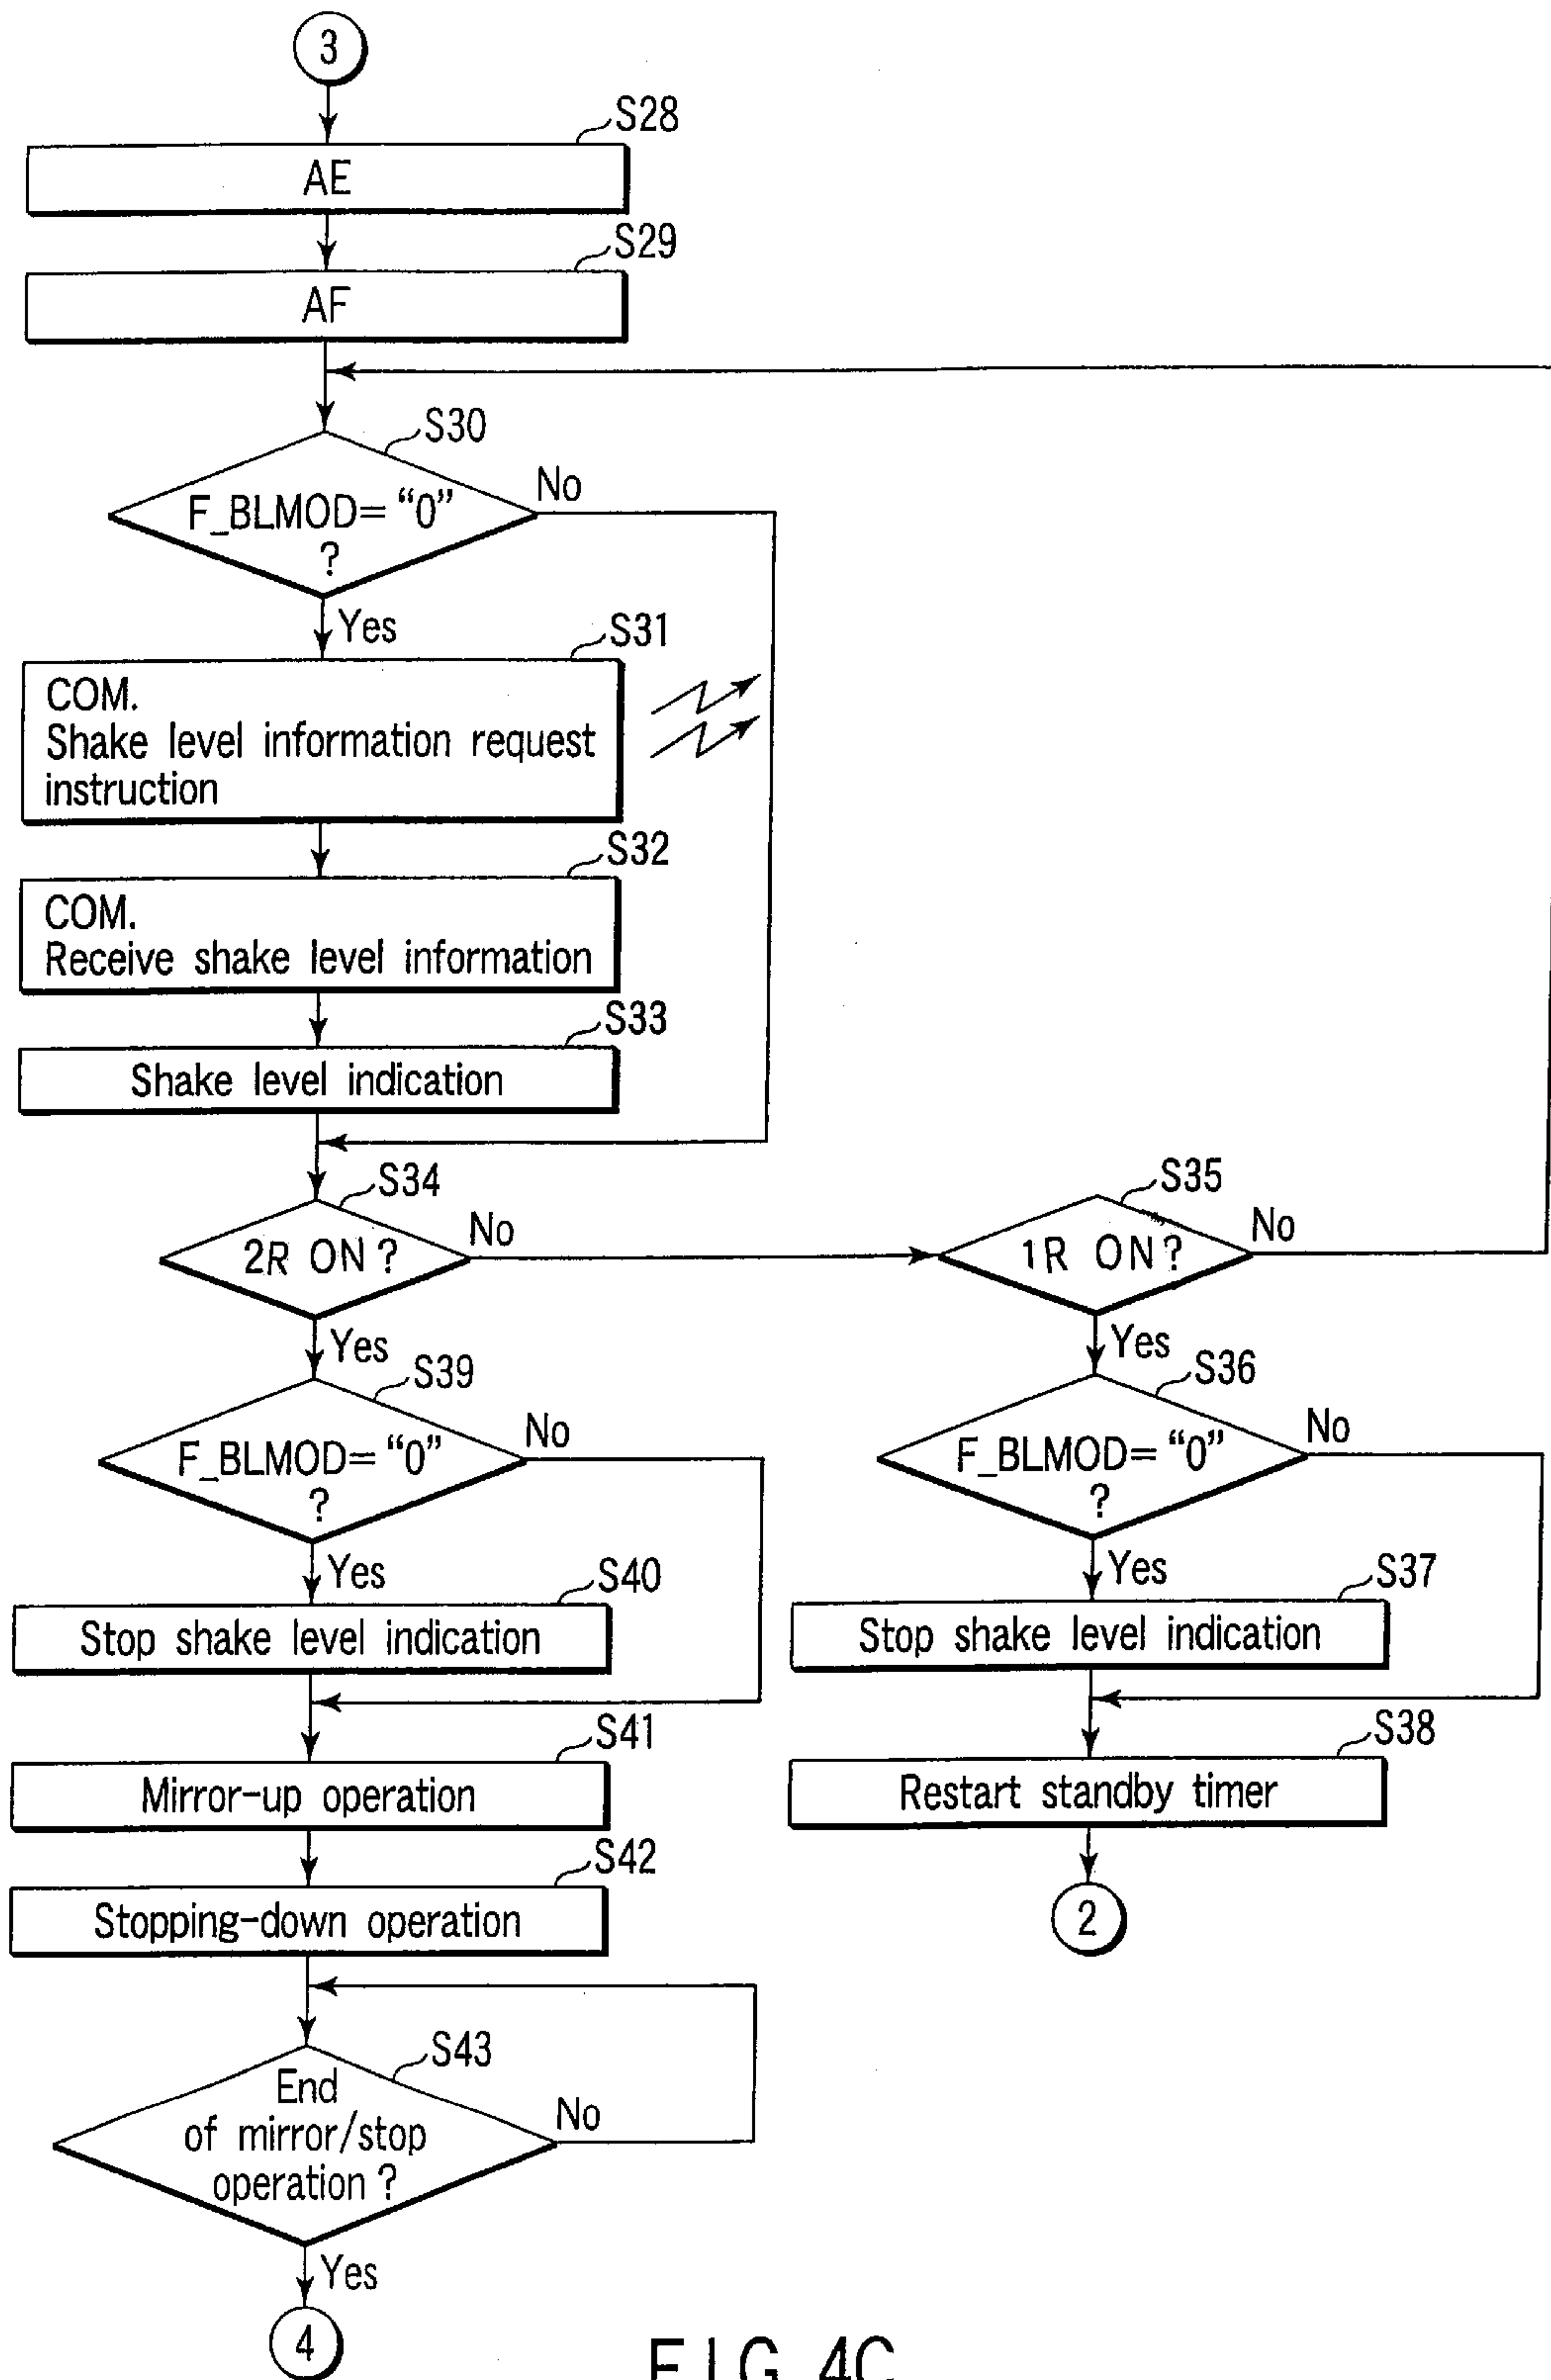 3
S28
AE
S29
AF
S30
F_BLMOD= “0”
?
No
Yes
S31
COM.
Shake level information request
instruction
S32
COM.
Receive shake level information
S33
Shake level indication
S34
2R ON?
No
Yes
S35
1R ON?
No
Yes
S39
F_BLMOD= “0”
?
No
Yes
S36
F_BLMOD= “0”
?
No
Yes
S40
Stop shake level indication
S37
Stop shake level indication
S41
Mirror-up operation
S38
Restart standby timer
2
S42
Stopping-down operation
S43
End
of mirror/stop
operation?
No
Yes
4
FIG. 4C